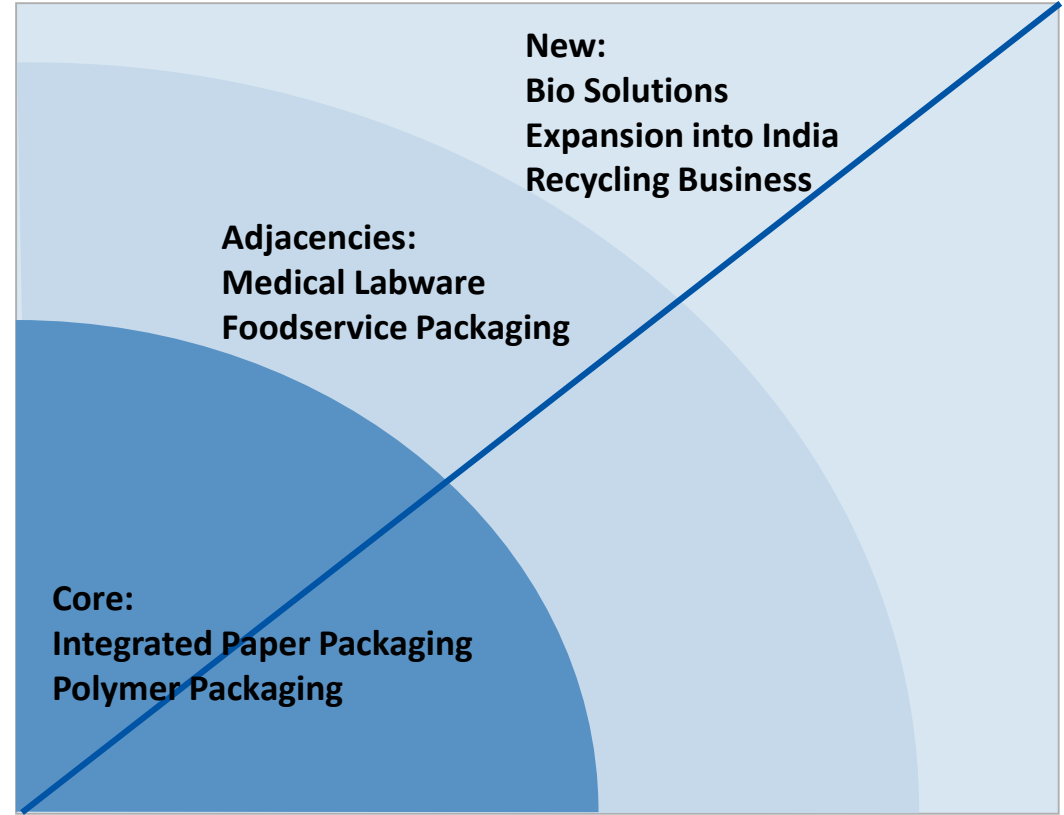 New:
Bio Solutions
Expansion into India
Recycling Business
Adjacencies:
Medical Labware
Foodservice Packaging
Core:
Integrated Paper Packaging
Polymer Packaging